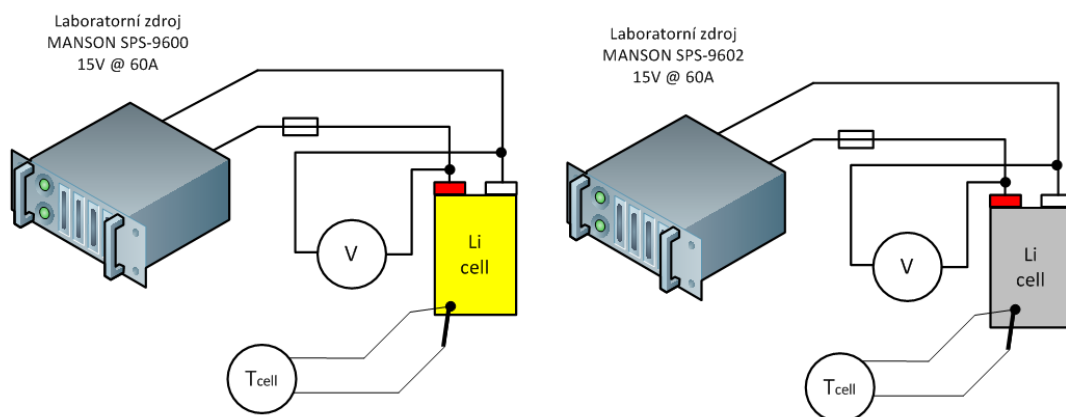 Laboratorní zdroj
MANSON SPS-9600
15V @ 60A
Laboratorní zdroj
MANSON SPS-9602
15V @ 60A
V
Li
cell
Tcell
V
Li
cell
Tcell